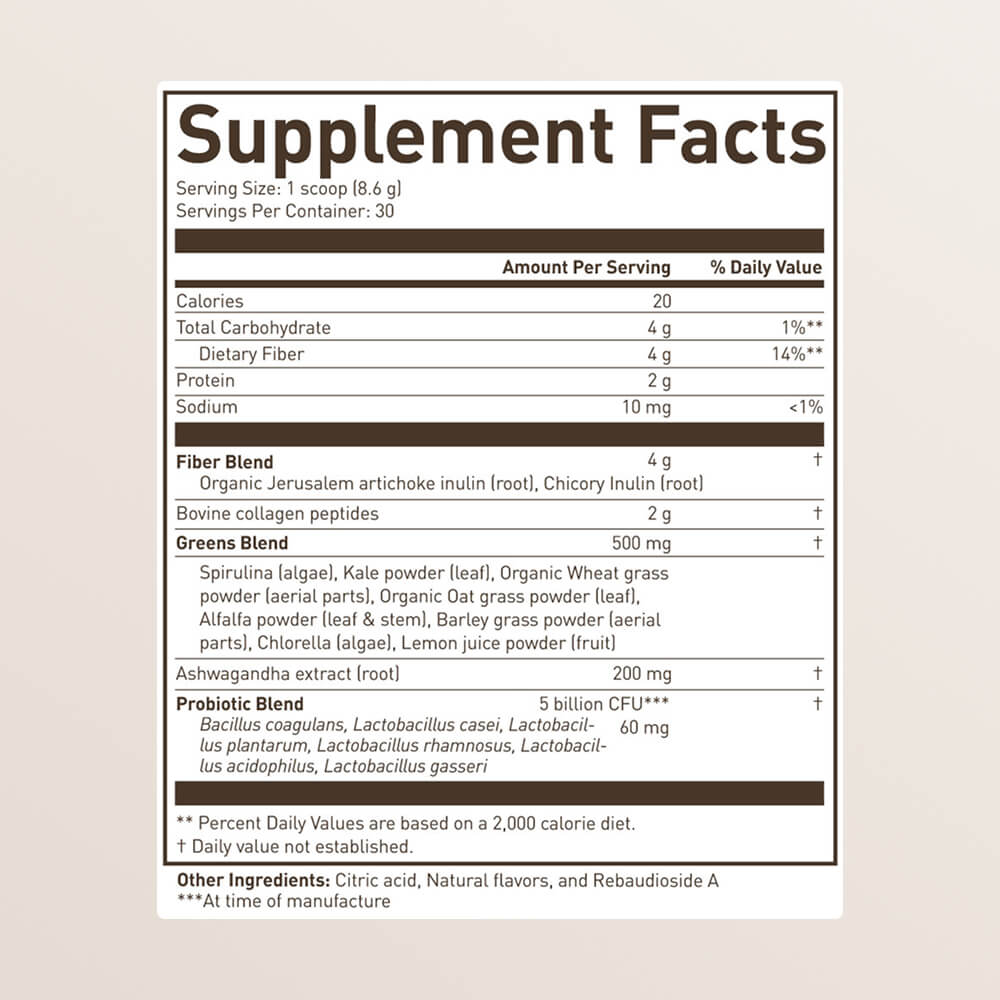 Supplement Facts
Serving Size: 1 scoop (8.6 g)
Servings Per Container: 30
Amount Per Serving % Daily Value
Calories 20
Total Carbohydrate 4 g 1%**
Dietary Fiber 4 g 14%**
Protein 2 g
Sodium 10 mg <1%
Fiber Blend 4 g †
Organic Jerusalem artichoke inulin (root), Chicory Inulin (root)
Bovine collagen peptides 2 g †
Greens Blend 500 mg †
Spirulina (algae), Kale powder (leaf), Organic Wheat grass
powder (aerial parts), Organic Oat grass powder (leaf),
Alfalfa powder (leaf & stem), Barley grass powder (aerial
parts), Chlorella (algae), Lemon juice powder (fruit)
Ashwagandha extract (root) 200 mg †
Probiotic Blend 5 billion CFU*** †
Bacillus coagulans, Lactobacillus casei, Lactobacil- 60 mg
lus plantarum, Lactobacillus rhamnosus, Lactobacil-
lus acidophilus, Lactobacillus gasseri
** Percent Daily Values are based on a 2,000 calorie diet.
† Daily value not established.
Other Ingredients: Citric acid, Natural flavors, and Rebaudioside A
***At time of manufacture